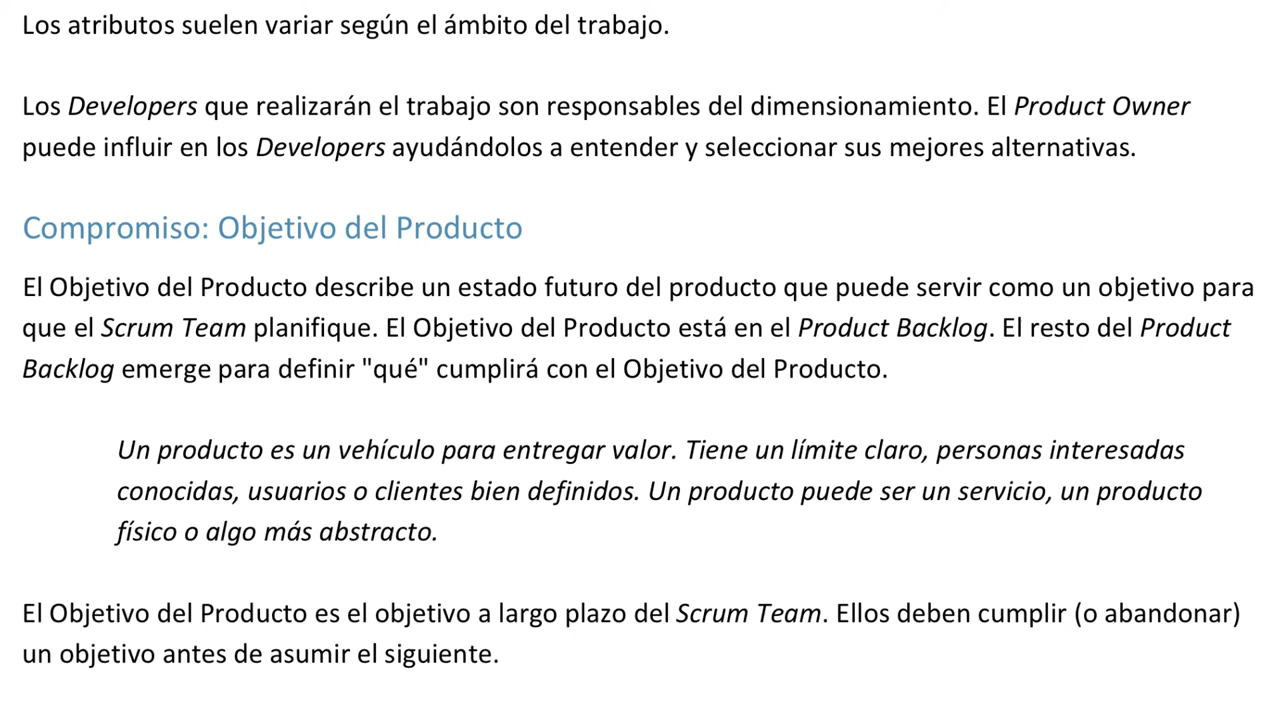 Los atributos suelen variar según el ámbito del trabajo.
Los Developers que realizarán el trabajo son responsables del dimensionamiento. El Product Owner
puede influir en los Developers ayudándolos a entender y seleccionar sus mejores alternativas.
Compromiso: Objetivo del Producto
El Objetivo del Producto describe un estado futuro del producto que puede servir como un objetivo para
que el Scrum Team planifique. El Objetivo del Producto está en el Product Backlog. El resto del Product
Backlog emerge para definir "qué" cumplirá con el Objetivo del Producto.
Un producto es un vehículo para entregar valor. Tiene un límite claro, personas interesadas
conocidas, usuarios o clientes bien definidos. Un producto puede ser un servicio, un producto
físico o algo más abstracto.
El Objetivo del Producto es el objetivo a largo plazo del Scrum Team. Ellos deben cumplir (o abandonar)
un objetivo antes de asumir el siguiente.